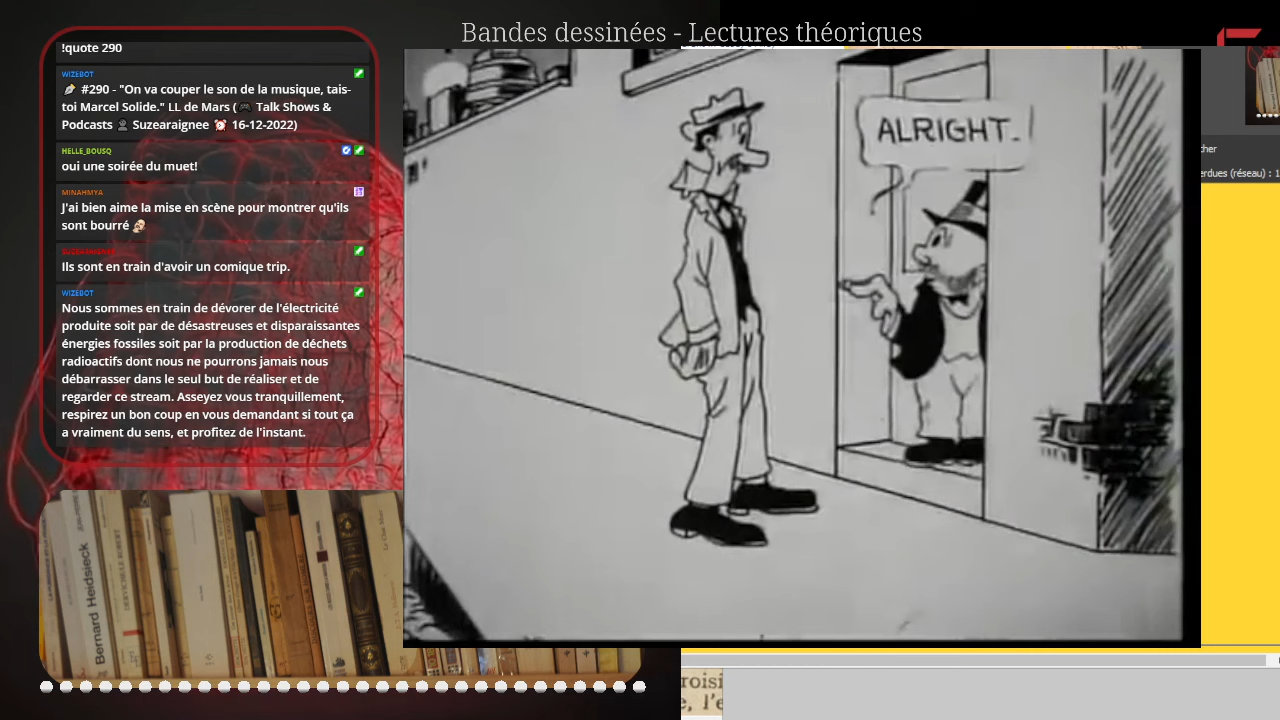 Bandes dessinées - Lectures théoriques
!quote 290
WIZEBOT
#290 - "On va couper le son de la musique, tais-
toi Marcel Solide." LL de Mars (🎮 Talk Shows &
Podcasts 👤 Suzearaignee ⏰ 16-12-2022)
HELLE_BOUSQ
oui une soirée du muet!
MINAHMYA
J'ai bien aime la mise en scène pour montrer qu'ils
sont bourré
Ils sont en train d'avoir un comique trip.
WIZEBOT
Nous sommes en train de dévorer de l'électricité
produite soit par de désastreuses et disparaissantes
énergies fossiles soit par la production de déchets
radioactifs dont nous ne pourrons jamais nous
débarrasser dans le seul but de réaliser et de
regarder ce stream. Asseyez vous tranquillement,
respirez un bon coup en vous demandant si tout ça
a vraiment du sens, et profitez de l'instant.
ALRIGHT.
cher
erdues (réseau) : 1
Bernard Heidsieck
roisi
e, l'e